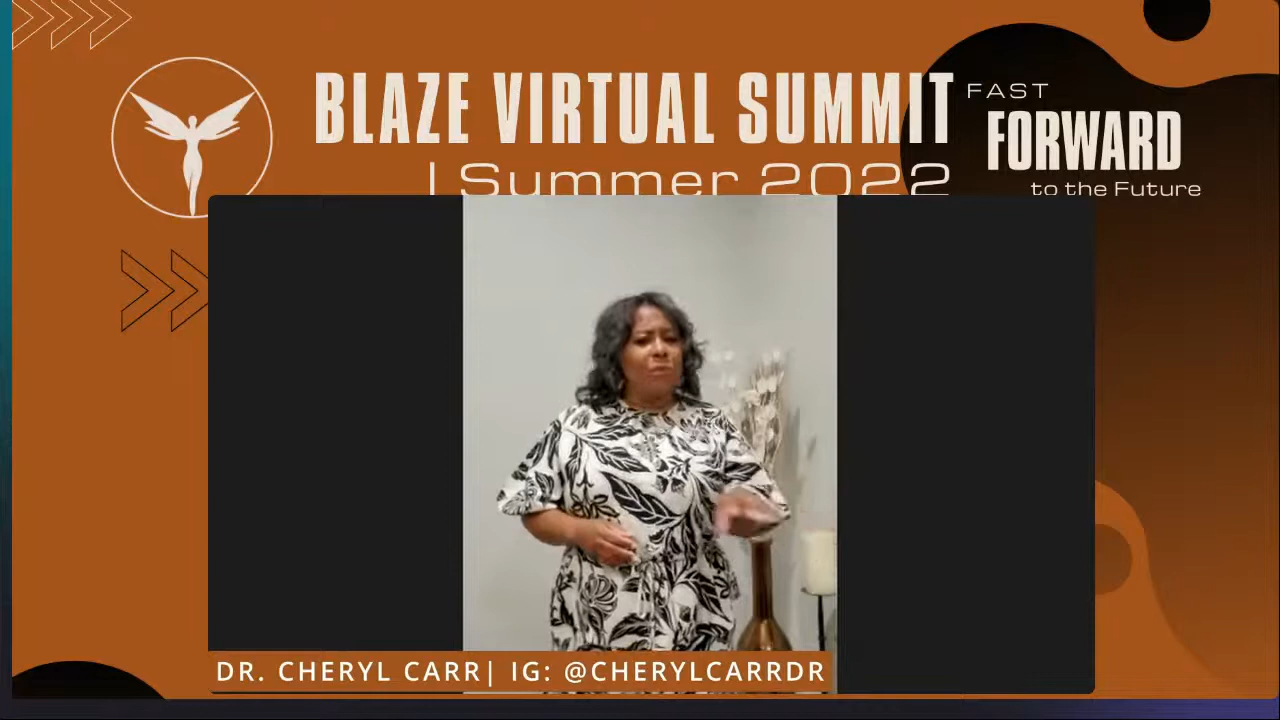 BLAZE VIRTUAL SUMMIT
| Summer 2022
FAST
FORWARD
to the Future
DR. CHERYL CARR| IG: @CHERYLCARRDR